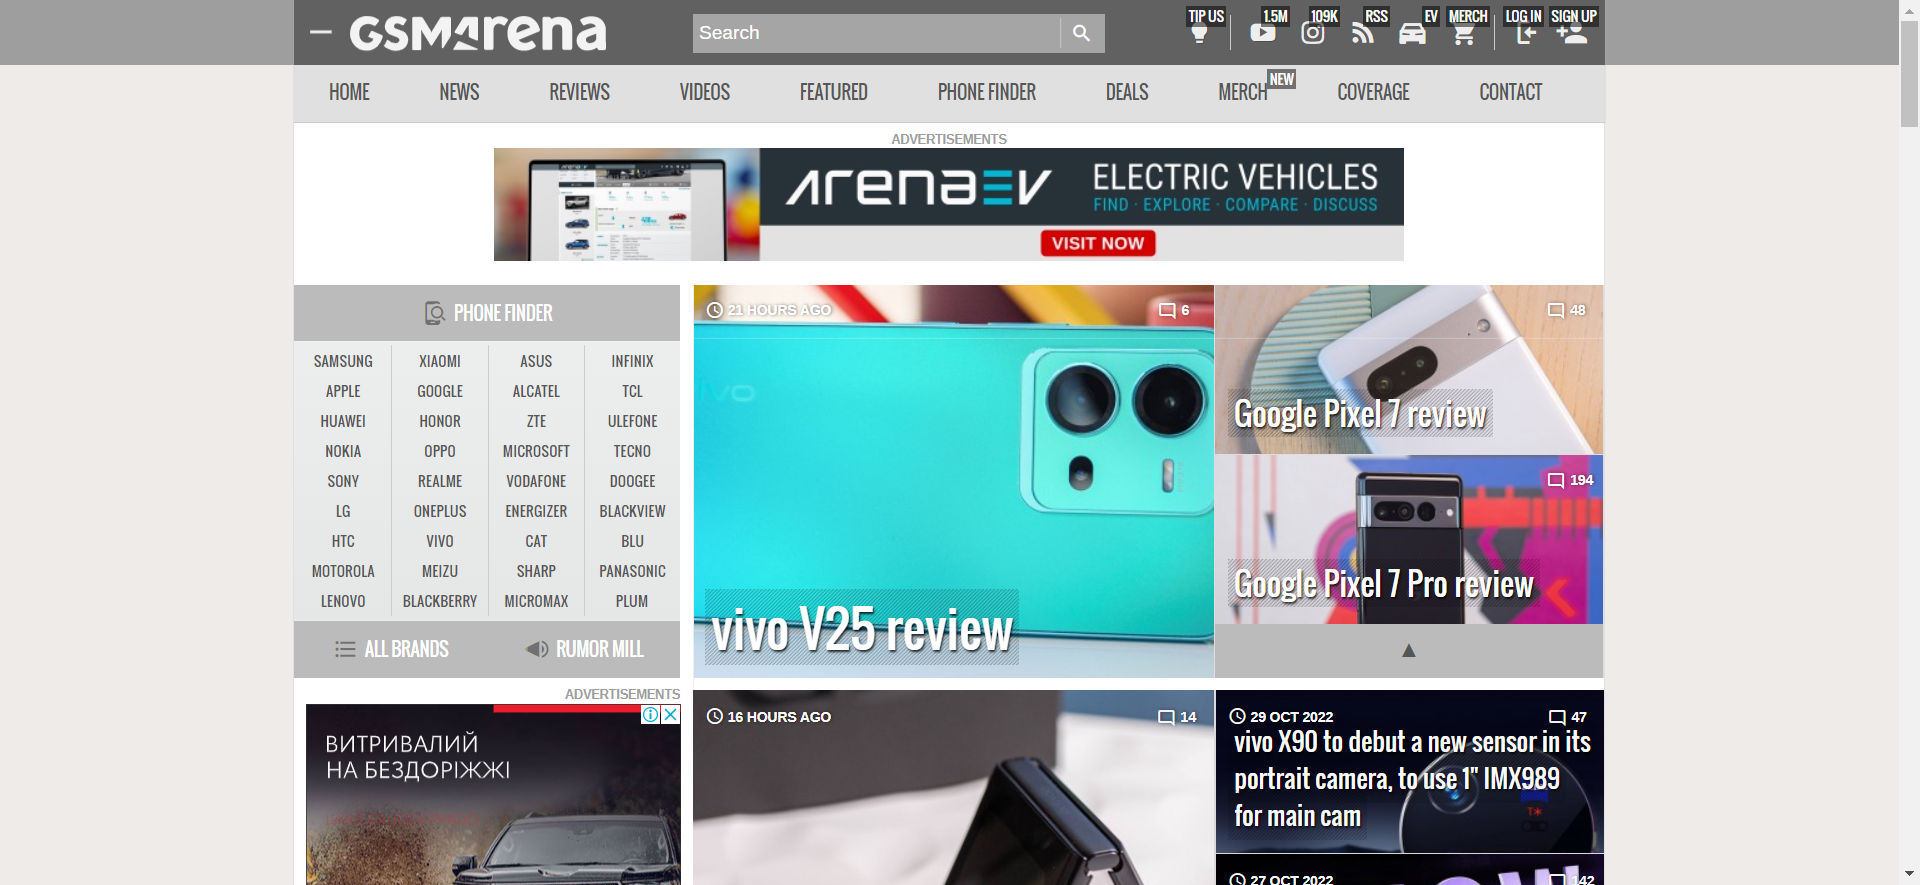 GSMArena
Search
TIP US
1.5M
109K
RSS
EV
MERCH
LOG IN
SIGN UP
HOME
NEWS
REVIEWS
VIDEOS
FEATURED
PHONE FINDER
DEALS
MERCH
NEW
COVERAGE
CONTACT
ADVERTISEMENTS
arenaEV
ELECTRIC VEHICLES
FIND · EXPLORE · COMPARE · DISCUSS
VISIT NOW
PHONE FINDER
SAMSUNG XIAOMI ASUS INFINIX
APPLE GOOGLE ALCATEL TCL
HUAWEI HONOR ZTE ULEFONE
NOKIA OPPO MICROSOFT TECNO
SONY REALME VODAFONE DOOGEE
LG ONEPLUS ENERGIZER BLACKVIEW
HTC VIVO CAT BLU
MOTOROLA MEIZU SHARP PANASONIC
LENOVO BLACKBERRY MICROMAX PLUM
ALL BRANDS
RUMOR MILL
21 HOURS AGO
6
vivo
vivo V25 review
48
Google Pixel 7 review
194
Google Pixel 7 Pro review
ADVERTISEMENTS
ВИТРИВАЛИЙ
НА БЕЗДОРІЖЖІ
16 HOURS AGO
14
29 OCT 2022
47
vivo X90 to debut a new sensor in its
portrait camera, to use 1" IMX989
for main cam
27 OCT 2022
142